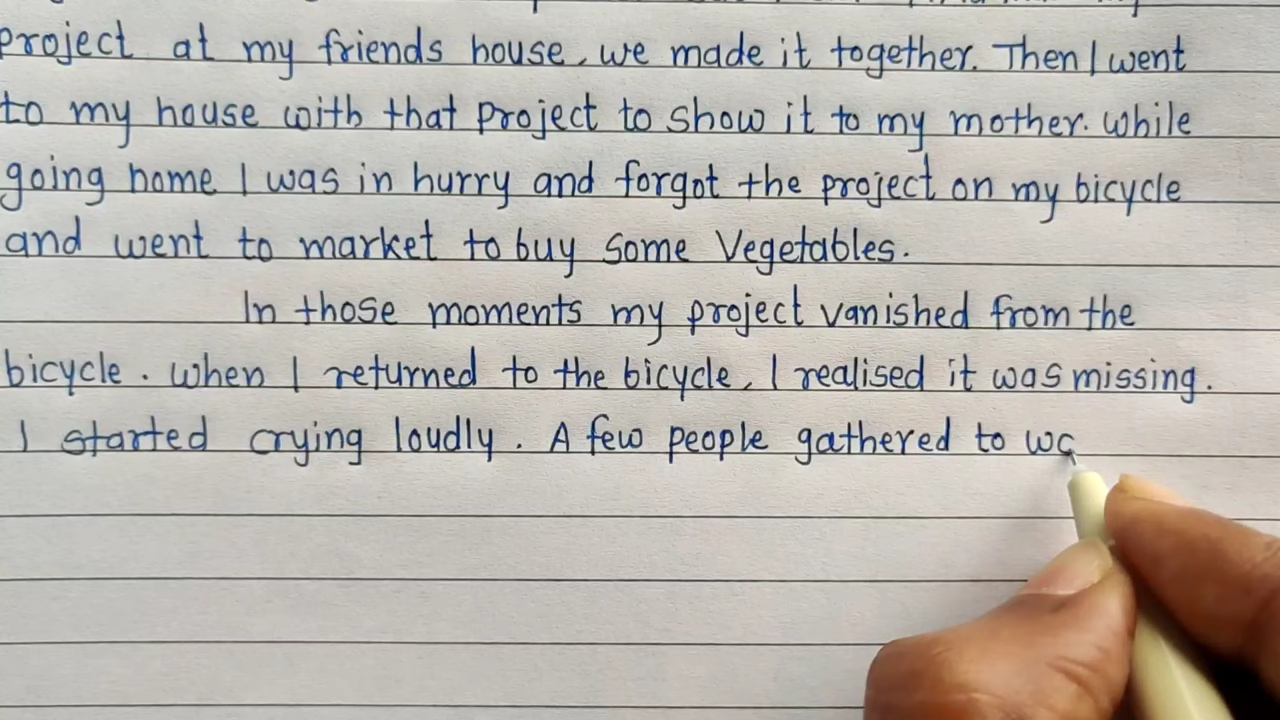 project at my friends house, we made it together. Then I went
to my house with that project to show it to my mother. While
going home I was in hurry and forgot the project on my bicycle
and went to market to buy some Vegetables.
In those moments my project vanished from the
bicycle. When I returned to the bicycle, I realised it was missing.
I started crying loudly. A few people gathered to